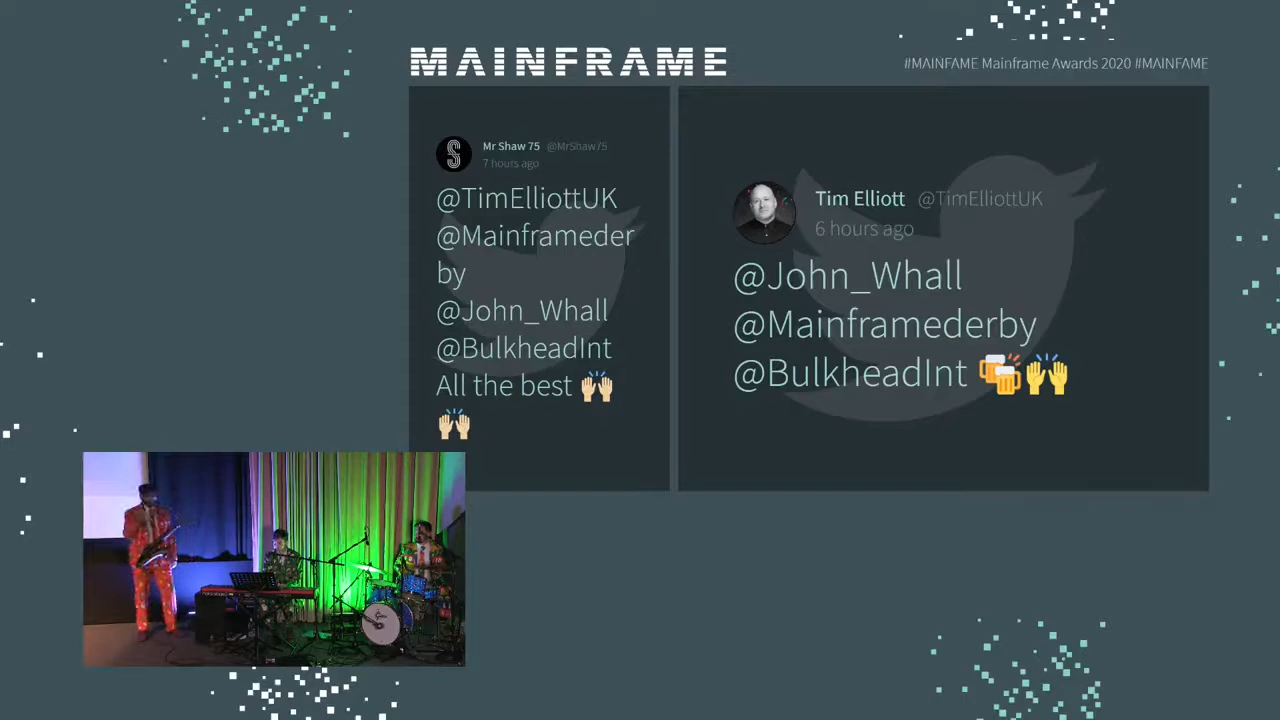 MAINFRAME
#MAINFAME Mainframe Awards 2020 #MAINFAME
Mr Shaw 75 @MrShaw75
7 hours ago
@TimElliottUK
@Mainframeder
by
@John_Whall
@BulkheadInt
All the best 🙌🏼
🙌🏼
Tim Elliott @TimElliottUK
6 hours ago
@John_Whall
@Mainframederby
@BulkheadInt 🍻🙌